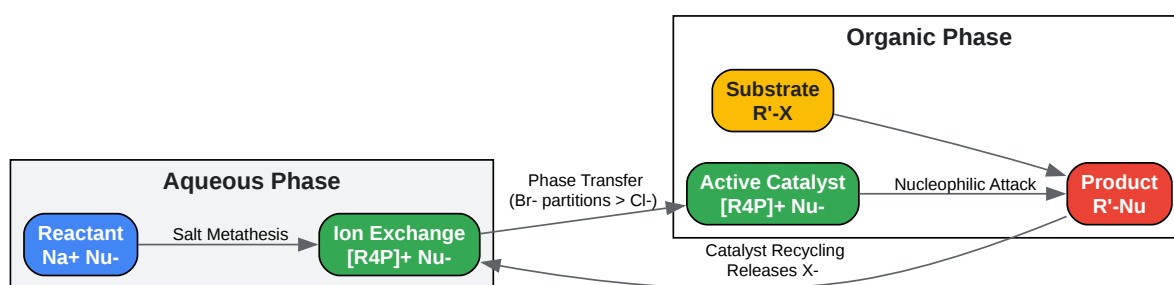 Organic Phase
Substrate
R'-X
Aqueous Phase
Phase Transfer
(Br- partitions > Cl-)
Active Catalyst
[R4P]+ Nu-
Nucleophilic Attack
Product
R'-Nu
Reactant
Na+ Nu-
Salt Metathesis
Ion Exchange
[R4P]+ Nu-
Catalyst Recycling
Releases X-